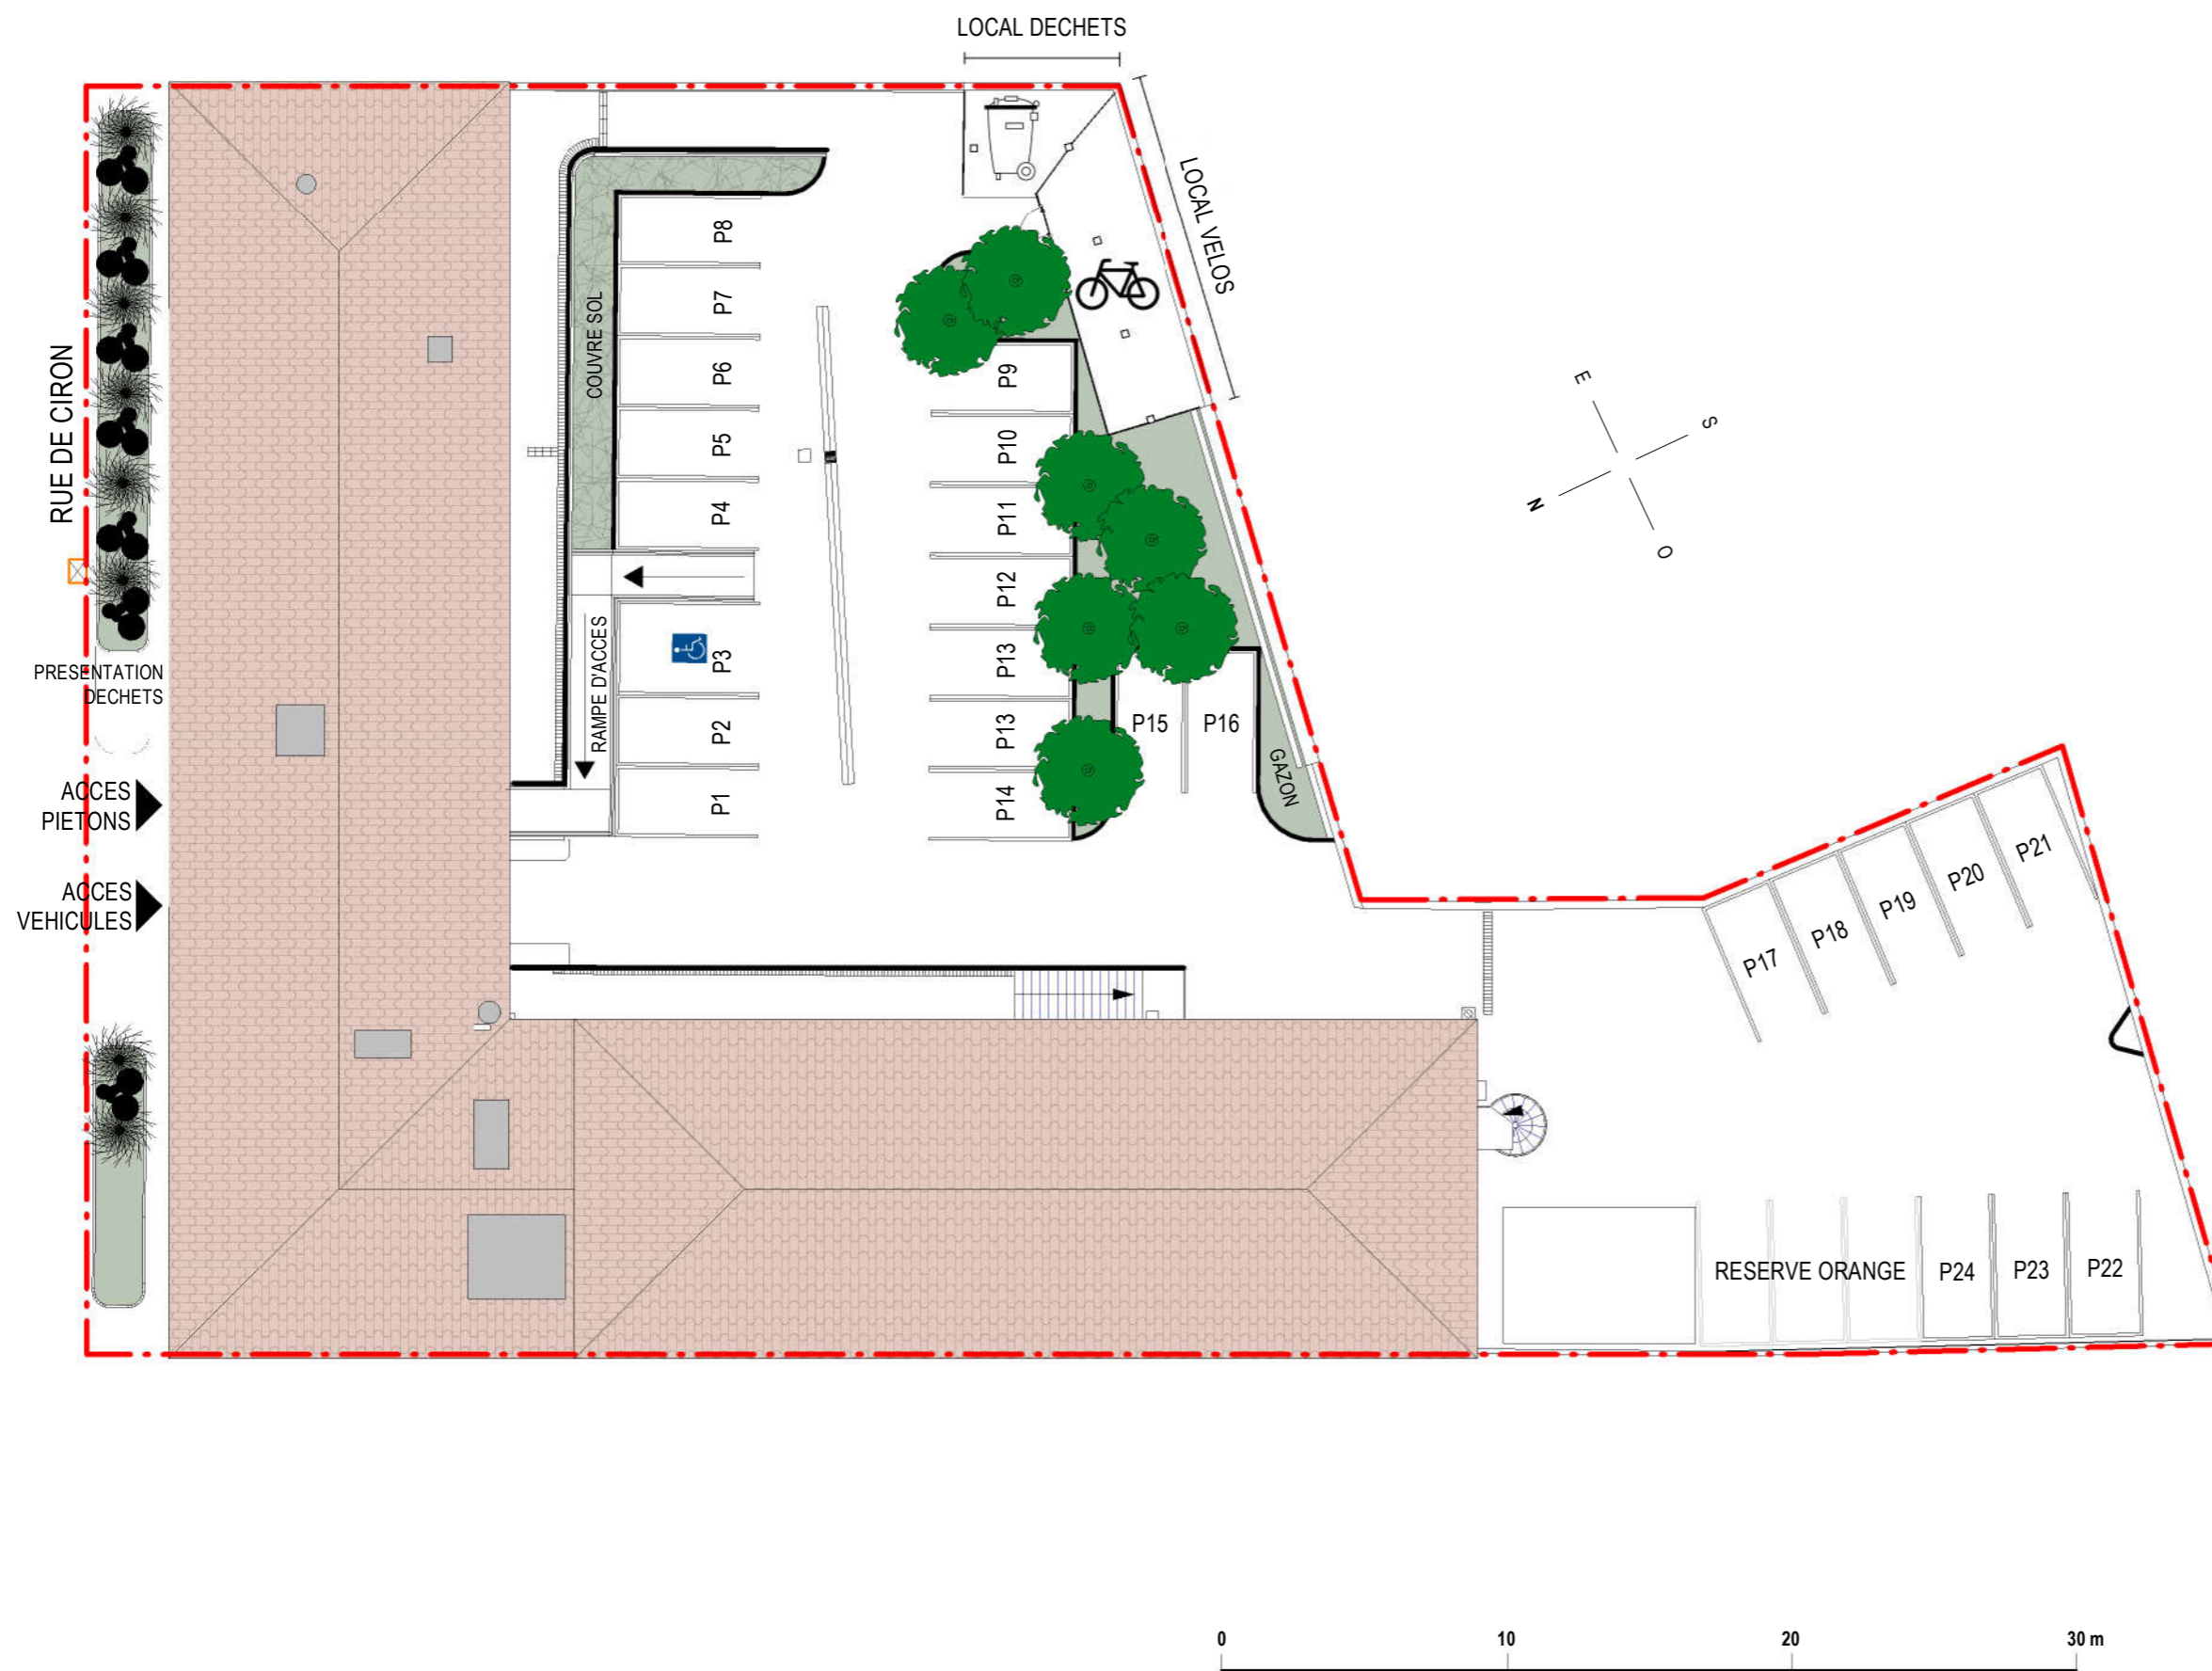 LOCAL DECHETS
LOCAL VELOS
RUE DE CIRON
COUVRE SOL
P8
P7
P6
P5
P4
P3
P2
P1
RAMPE D'ACCES
P9
P10
P11
P12
P13
P13
P14
P15
P16
GAZON
E
S
N
O
PRESENTATION
DECHETS
ACCES
PIETONS
ACCES
VEHICULES
P17
P18
P19
P20
P21
RESERVE ORANGE
P24
P23
P22
0
10
20
30 m